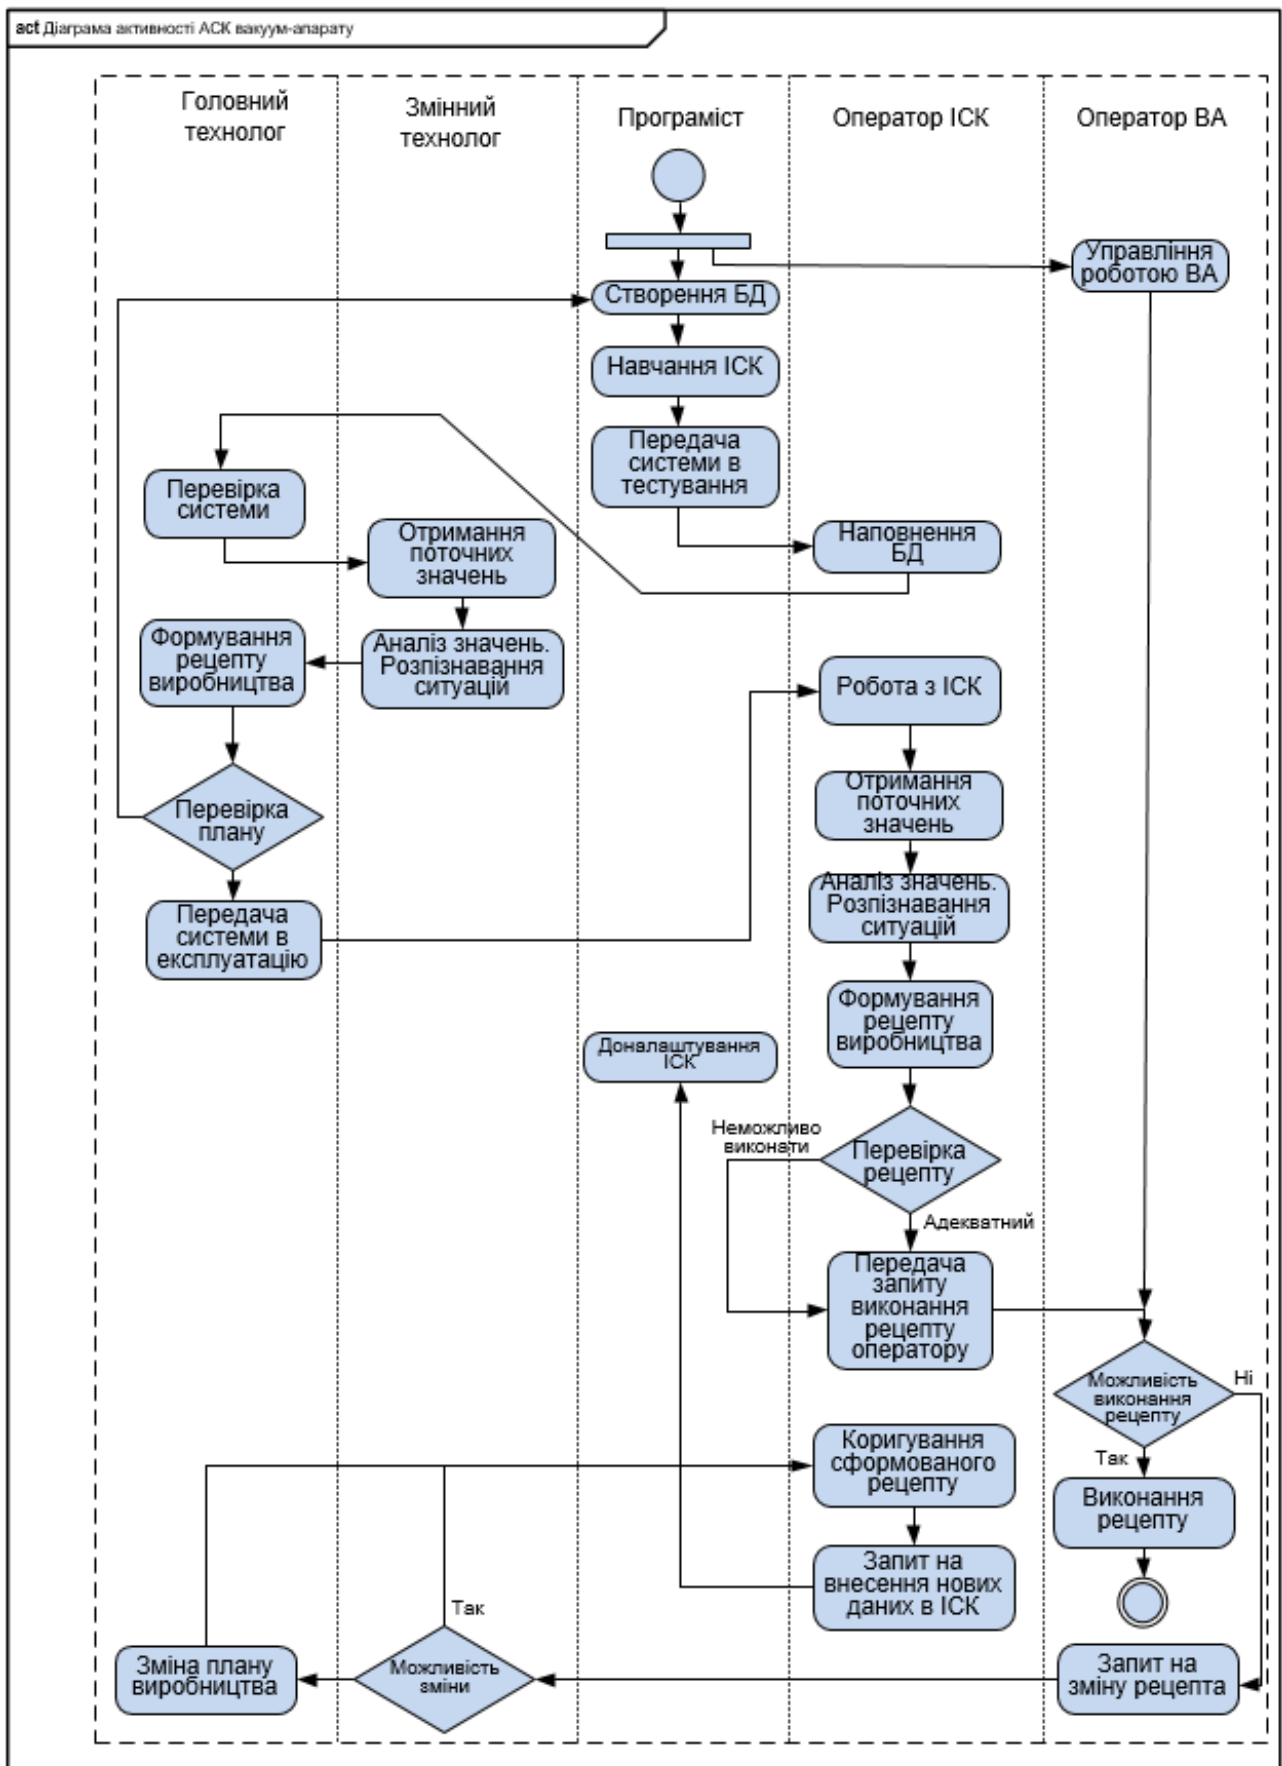 act Діаграма активності АСК вакуум-апарату
Головний
технолог
Змінний
технолог
Програміст
Оператор ІСК
Оператор ВА
Управління
роботою ВА
Створення БД
Навчання ІСК
Передача
системи в
тестування
Перевірка
системи
Отримання
поточних
значень
Наповнення
БД
Формування
рецепту
виробництва
Аналіз значень.
Розпізнавання
ситуацій
Робота з ІСК
Перевірка
плану
Отримання
поточних
значень
Передача
системи в
експлуатацію
Аналіз значень.
Розпізнавання
ситуацій
Формування
рецепту
виробництва
Доналаштування
ІСК
Неможливо
виконати
Перевірка
рецепту
Адекватний
Передача
запиту
виконання
рецепту
оператору
Можливість
виконання
рецепту
Ні
Так
Коригування
сформованого
рецепту
Виконання
рецепту
Запит на
внесення нових
даних в ІСК
Так
Зміна плану
виробництва
Можливість
зміни
Запит на
зміну рецепта